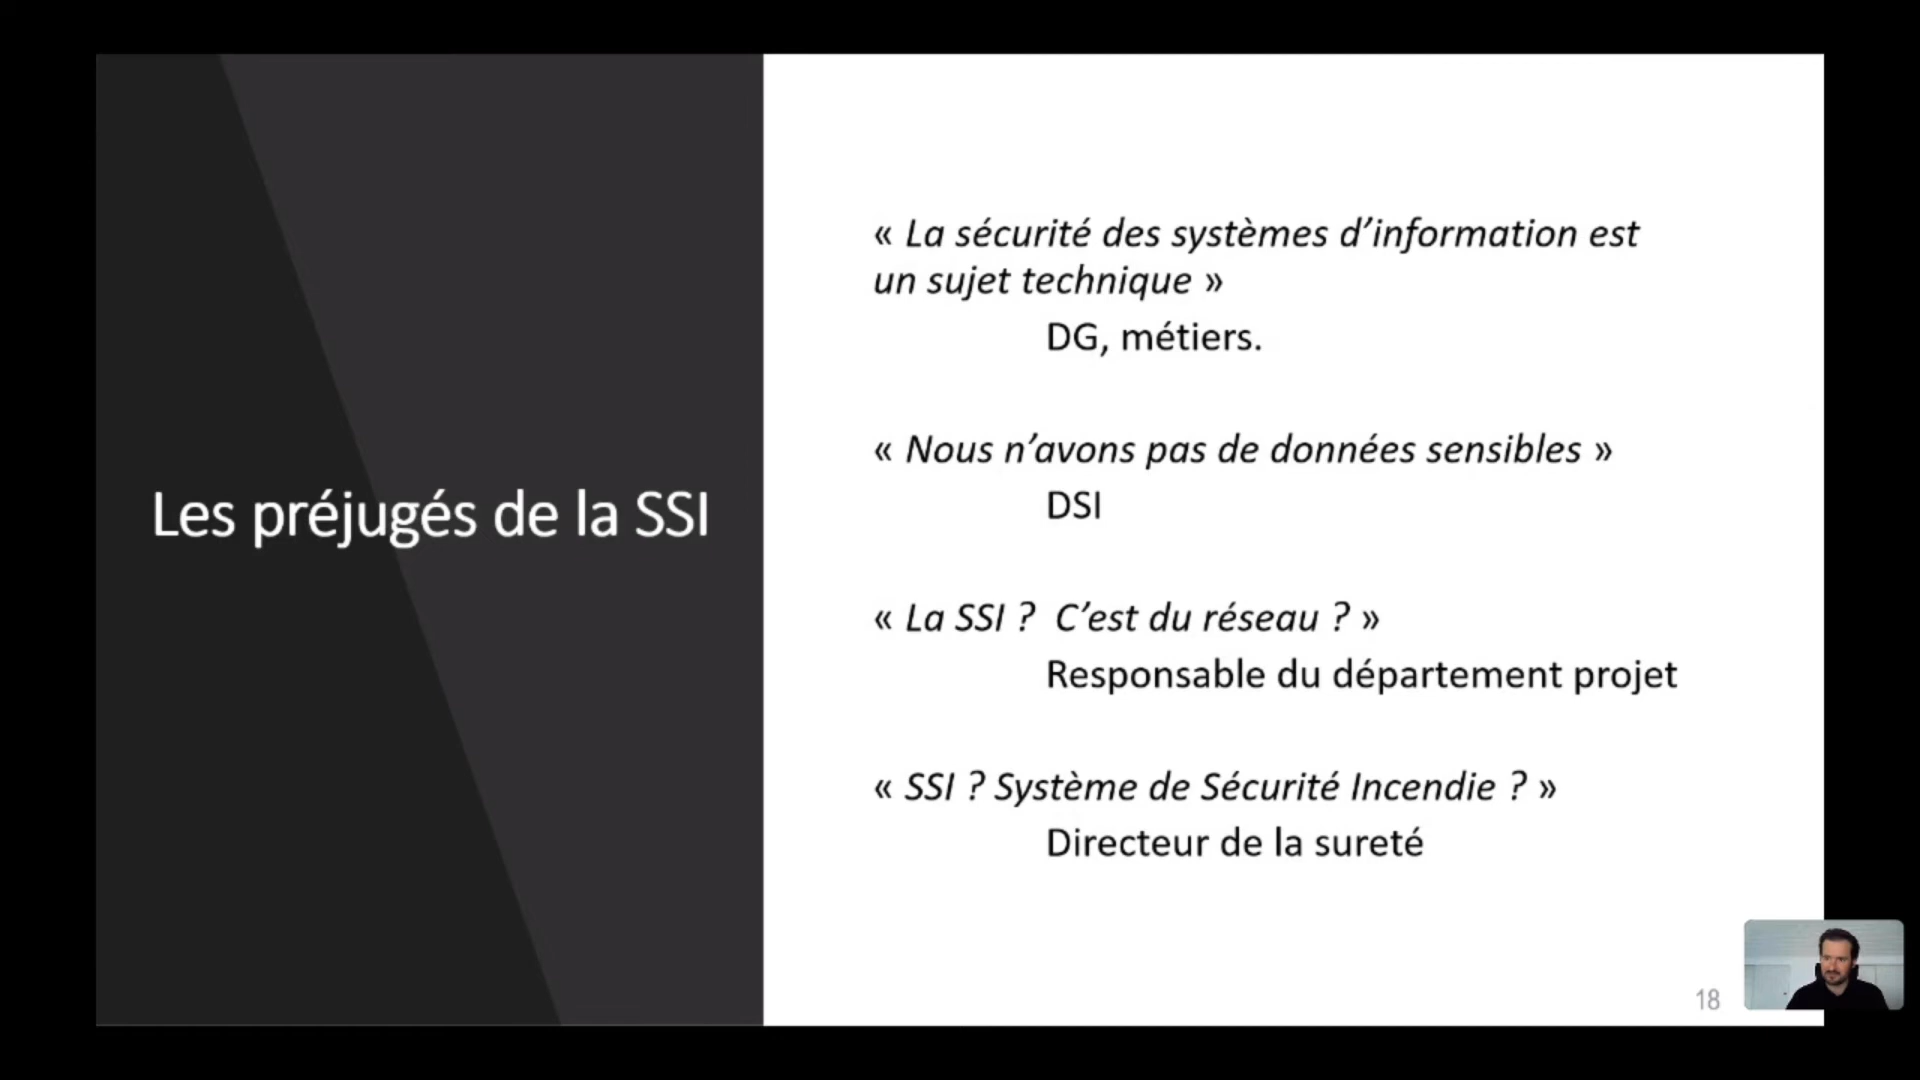 Les préjugés de la SSI
« La sécurité des systèmes d’information est
un sujet technique »
DG, métiers.
« Nous n’avons pas de données sensibles »
DSI
« La SSI ?  C’est du réseau ? »
Responsable du département projet
« SSI ? Système de Sécurité Incendie ? »
Directeur de la sureté
18